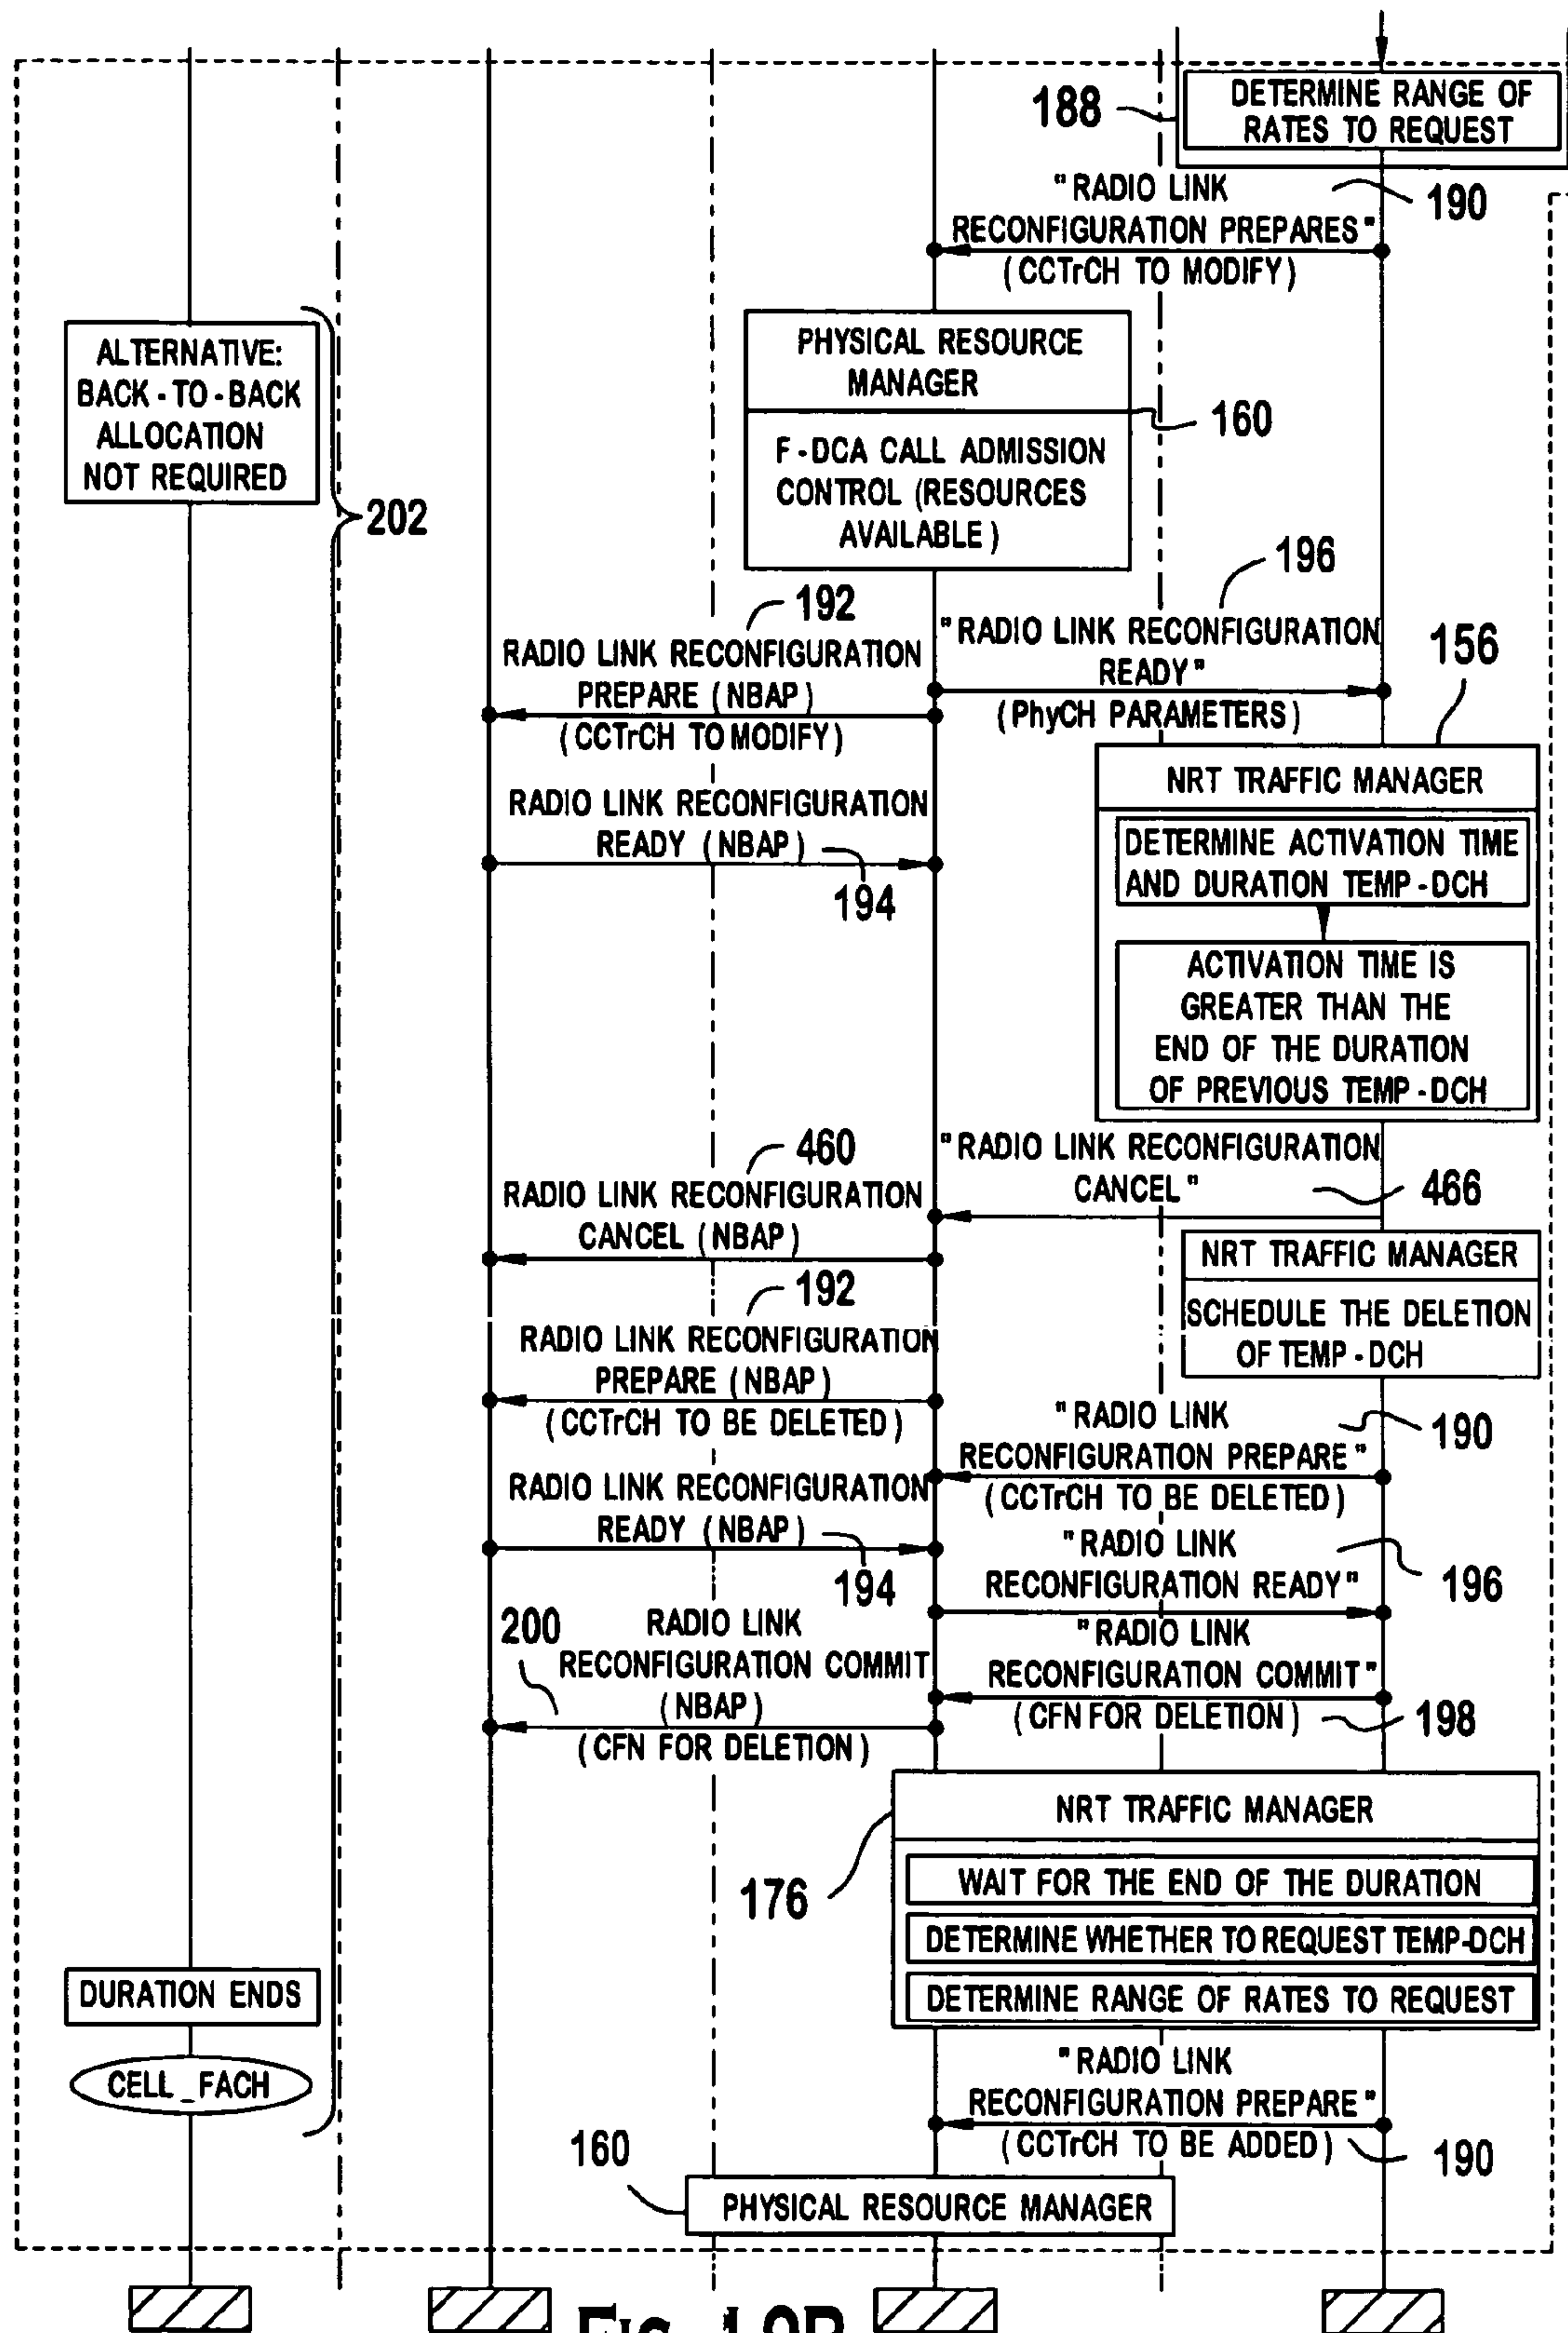 188
DETERMINE RANGE OF
RATES TO REQUEST
"RADIO LINK
190
RECONFIGURATION PREPARES"
(CCTrCH TO MODIFY)
ALTERNATIVE:
BACK-TO-BACK
ALLOCATION
NOT REQUIRED
202
PHYSICAL RESOURCE
MANAGER
160
F-DCA CALL ADMISSION
CONTROL (RESOURCES
AVAILABLE)
196
192
"RADIO LINK RECONFIGURATION
READY"
(PhyCH PARAMETERS)
156
RADIO LINK RECONFIGURATION
PREPARE (NBAP)
(CCTrCH TO MODIFY)
NRT TRAFFIC MANAGER
DETERMINE ACTIVATION TIME
AND DURATION TEMP-DCH
RADIO LINK RECONFIGURATION
READY (NBAP)
194
ACTIVATION TIME IS
GREATER THAN THE
END OF THE DURATION
OF PREVIOUS TEMP-DCH
460
"RADIO LINK RECONFIGURATION
CANCEL"
466
RADIO LINK RECONFIGURATION
CANCEL (NBAP)
NRT TRAFFIC MANAGER
SCHEDULE THE DELETION
OF TEMP-DCH
192
RADIO LINK RECONFIGURATION
PREPARE (NBAP)
(CCTrCH TO BE DELETED)
"RADIO LINK
190
RECONFIGURATION PREPARE"
(CCTrCH TO BE DELETED)
RADIO LINK RECONFIGURATION
READY (NBAP)
194
"RADIO LINK
RECONFIGURATION READY"
196
200
RADIO LINK
RECONFIGURATION COMMIT
(NBAP)
(CFN FOR DELETION)
"RADIO LINK
RECONFIGURATION COMMIT"
(CFN FOR DELETION)
198
NRT TRAFFIC MANAGER
176
WAIT FOR THE END OF THE DURATION
DETERMINE WHETHER TO REQUEST TEMP-DCH
DETERMINE RANGE OF RATES TO REQUEST
DURATION ENDS
CELL_FACH
"RADIO LINK
RECONFIGURATION PREPARE"
(CCTrCH TO BE ADDED)
190
160
PHYSICAL RESOURCE MANAGER